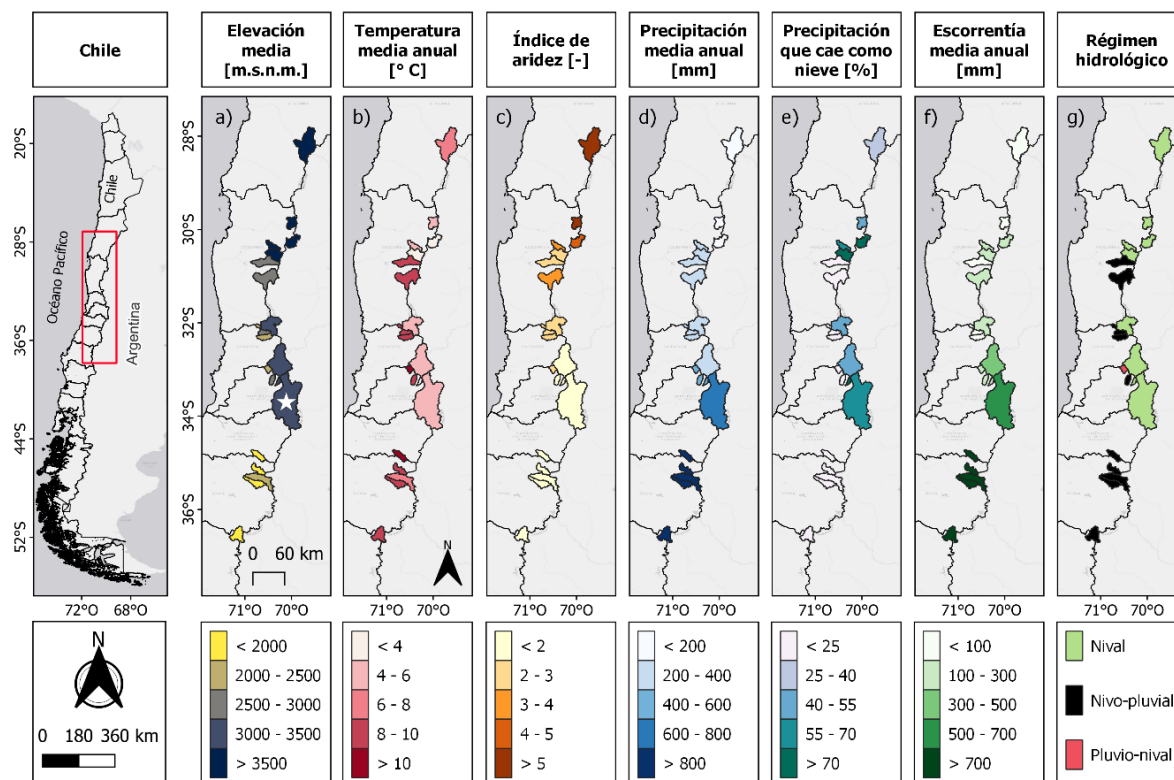 Chile
Elevación
media
[m.s.n.m.]
Temperatura
media anual
[° C]
Índice de
aridez [-]
Precipitación
media anual
[mm]
Precipitación
que cae como
nieve [%]
Escorrentía
media anual
[mm]
Régimen
hidrológico
20°S
28°S
36°S
44°S
52°S
72°O
68°O
Océano Pacífico
Chile
Argentina
a)
b)
c)
d)
e)
f)
g)
28°S
30°S
32°S
34°S
36°S
0 60 km
71°O 70°O
71°O 70°O
71°O 70°O
71°O 70°O
71°O 70°O
71°O 70°O
71°O 70°O
N
0 180 360 km
< 2000
2000 - 2500
2500 - 3000
3000 - 3500
> 3500
< 4
4 - 6
6 - 8
8 - 10
> 10
< 2
2 - 3
3 - 4
4 - 5
> 5
< 200
200 - 400
400 - 600
600 - 800
> 800
< 25
25 - 40
40 - 55
55 - 70
> 70
< 100
100 - 300
300 - 500
500 - 700
> 700
Nival
Nivo-pluvial
Pluvio-nival